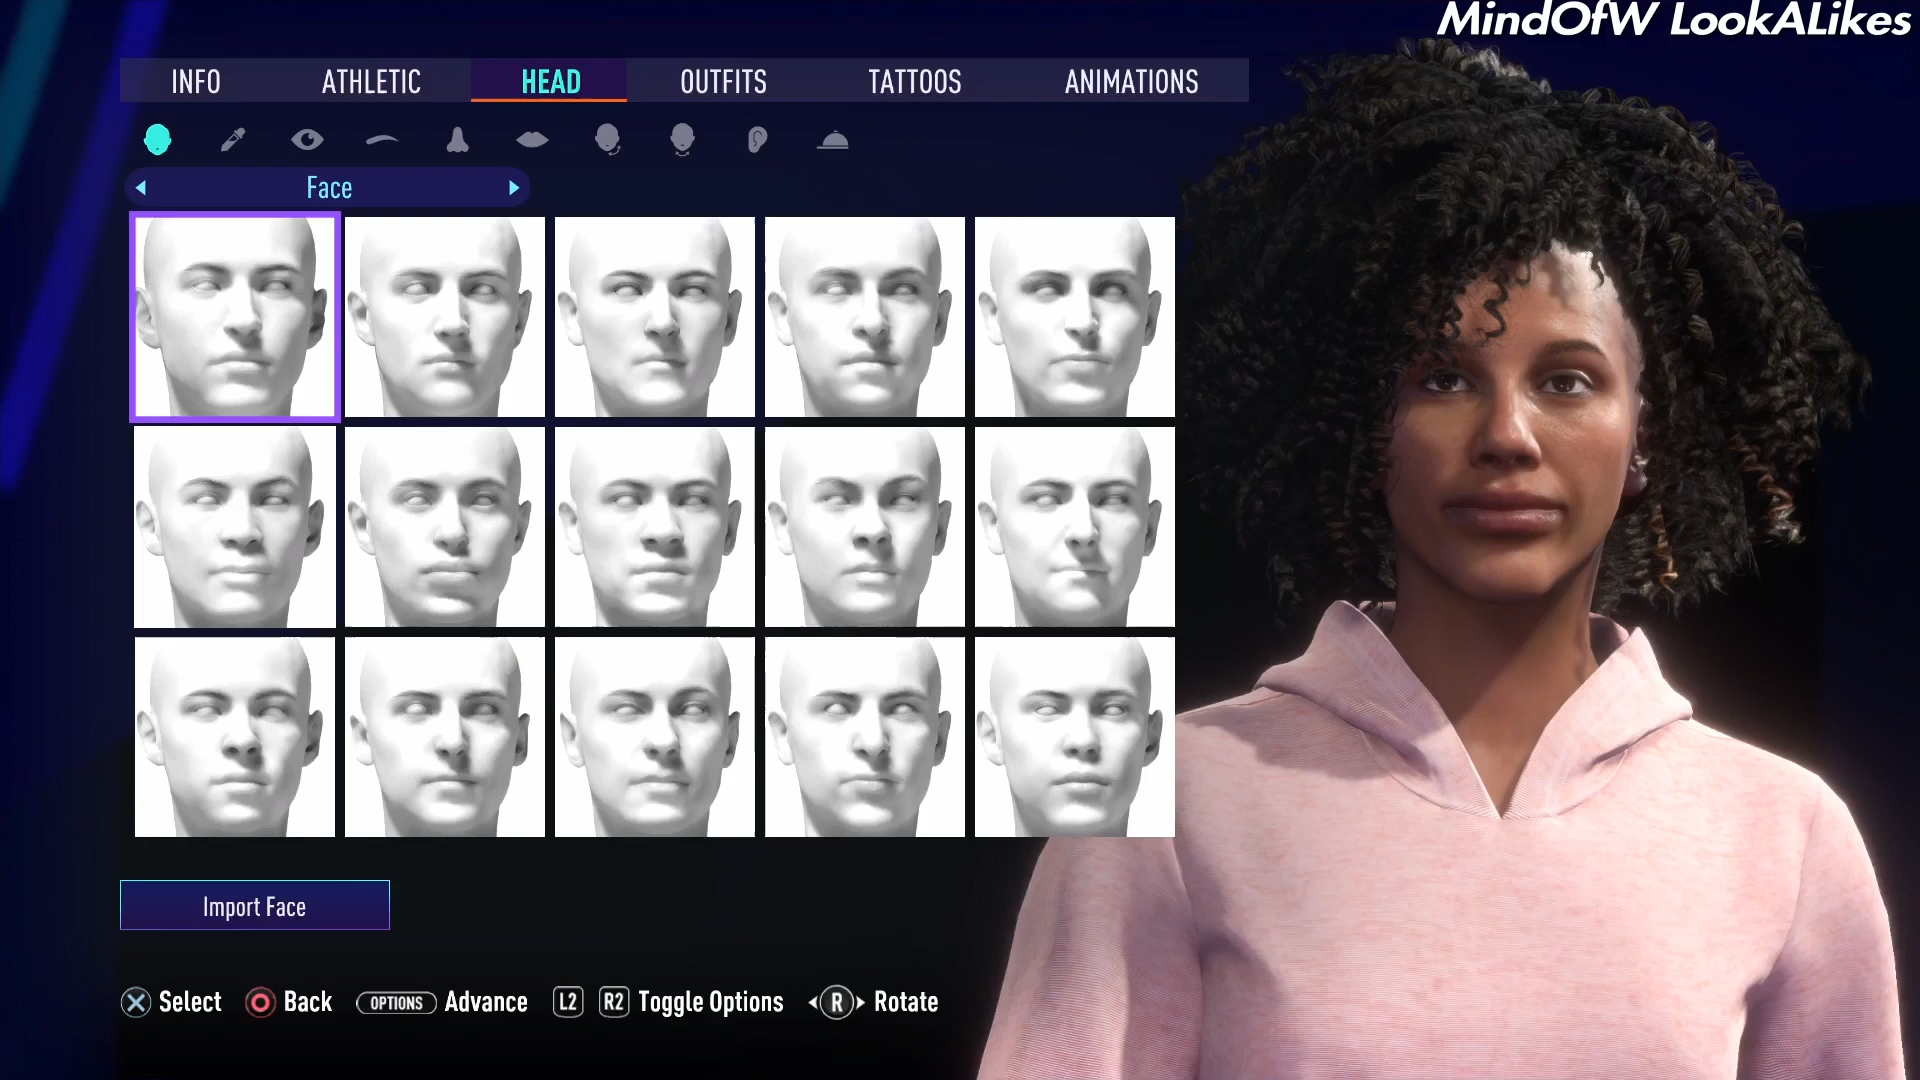 MindOfW LookALikes
INFO ATHLETIC HEAD OUTFITS TATTOOS ANIMATIONS
Face
Import Face
Select Back OPTIONS Advance L2 R2 Toggle Options R Rotate